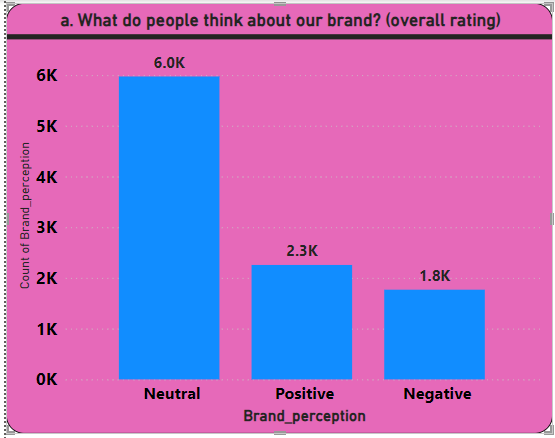 a. What do people think about our brand? (overall rating)
6.0K
6K
5K
4K
3K
2K
1K
0K
Count of Brand_perception
2.3K
1.8K
Neutral Positive Negative
Brand_perception